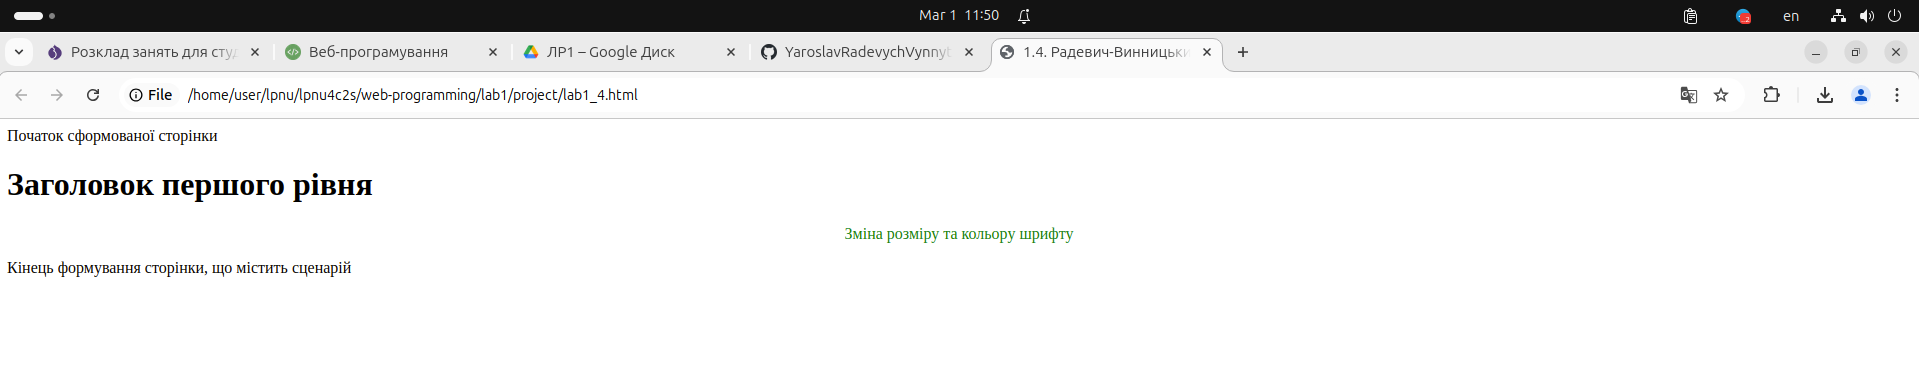 Mar 1 11:50
en
Розклад занять для студ
Веб-програмування
ЛР1 – Google Диск
YaroslavRadevychVynnyt
1.4. Радевич-Винницьки
File
/home/user/lpnu/lpnu4c2s/web-programming/lab1/project/lab1_4.html
Початок сформованої сторінки
Заголовок першого рівня
Зміна розміру та кольору шрифту
Кінець формування сторінки, що містить сценарій